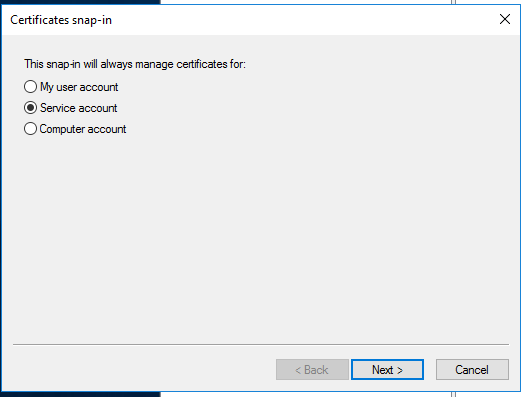 Certificates snap-in
This snap-in will always manage certificates for:
My user account
Service account
Computer account
< Back
Next >
Cancel